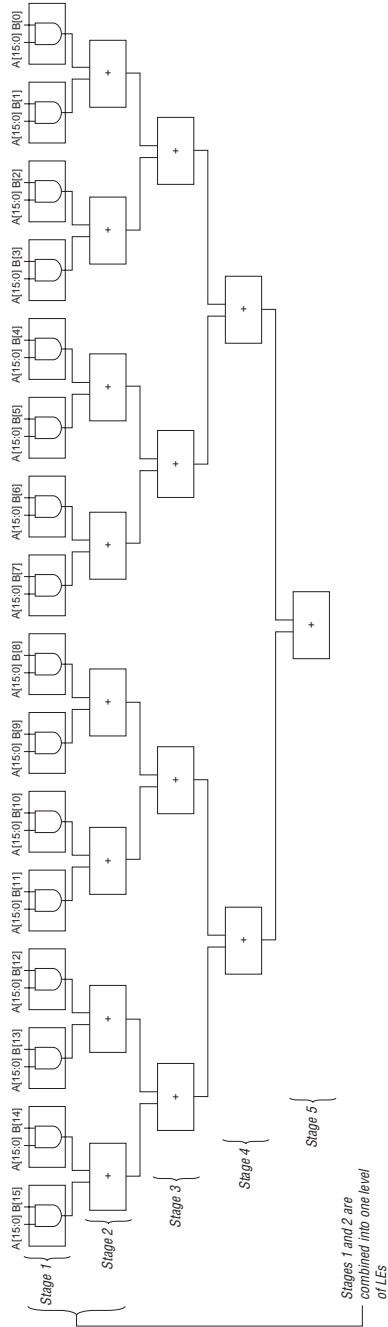 A[15:0] B[15]
A[15:0] B[14]
A[15:0] B[13]
A[15:0] B[12]
A[15:0] B[11]
A[15:0] B[10]
A[15:0] B[9]
A[15:0] B[8]
A[15:0] B[7]
A[15:0] B[6]
A[15:0] B[5]
A[15:0] B[4]
A[15:0] B[3]
A[15:0] B[2]
A[15:0] B[1]
A[15:0] B[0]
Stage 1
+
+
+
+
+
+
+
+
Stage 2
+
+
+
+
Stage 3
+
+
Stage 4
+
Stage 5
Stages 1 and 2 are
combined into one level
of LEs